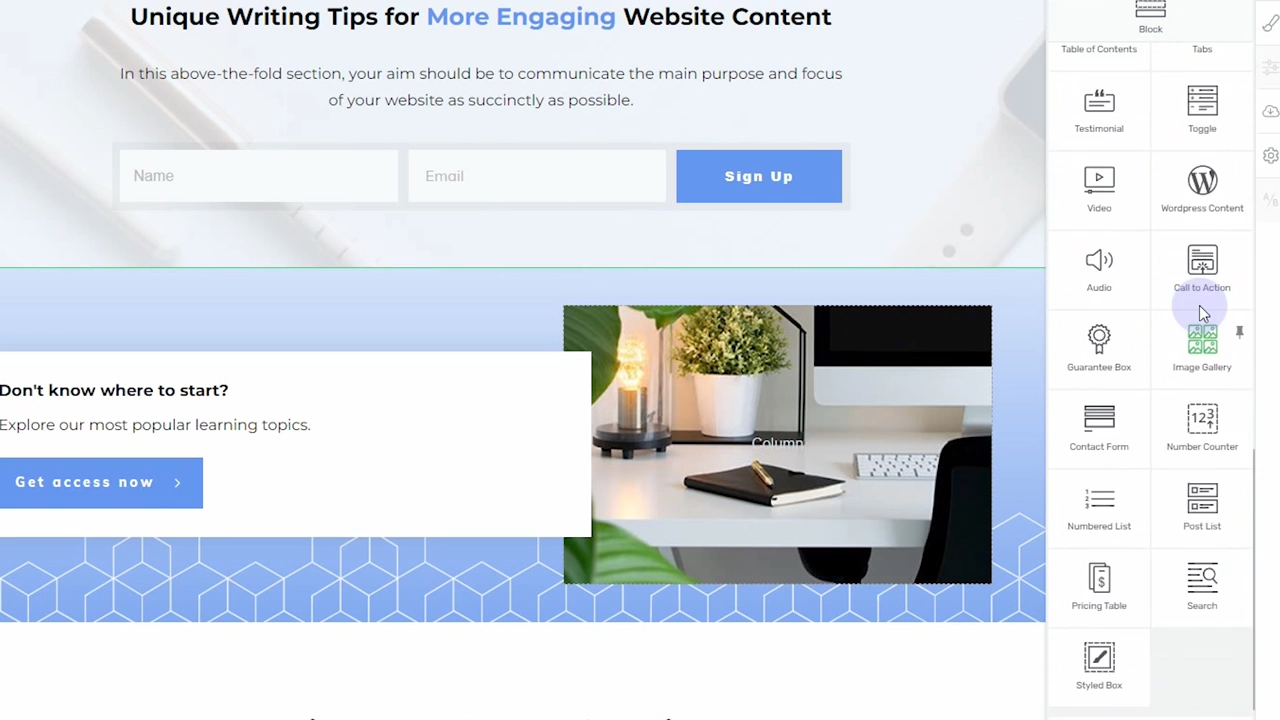 Unique Writing Tips for More Engaging Website Content
In this above-the-fold section, your aim should be to communicate the main purpose and focus
of your website as succinctly as possible.
Name
Email
Sign Up
Don't know where to start?
Explore our most popular learning topics.
Get access now
Column
Block
Table of Contents
Tabs
Testimonial
Toggle
Video
Wordpress Content
Audio
Call to Action
Guarantee Box
Image Gallery
Contact Form
Number Counter
Numbered List
Post List
Pricing Table
Search
Styled Box
A/B